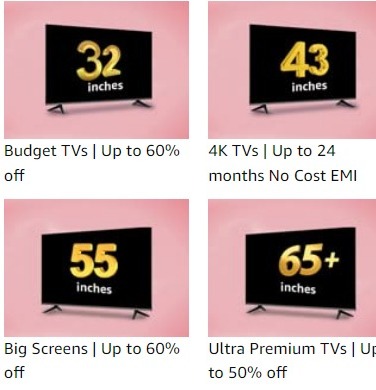 32
inches
43
inches
Budget TVs | Up to 60%
off
4K TVs | Up to 24
months No Cost EMI
55
inches
65+
inches
Big Screens | Up to 60%
off
Ultra Premium TVs | Up
to 50% off